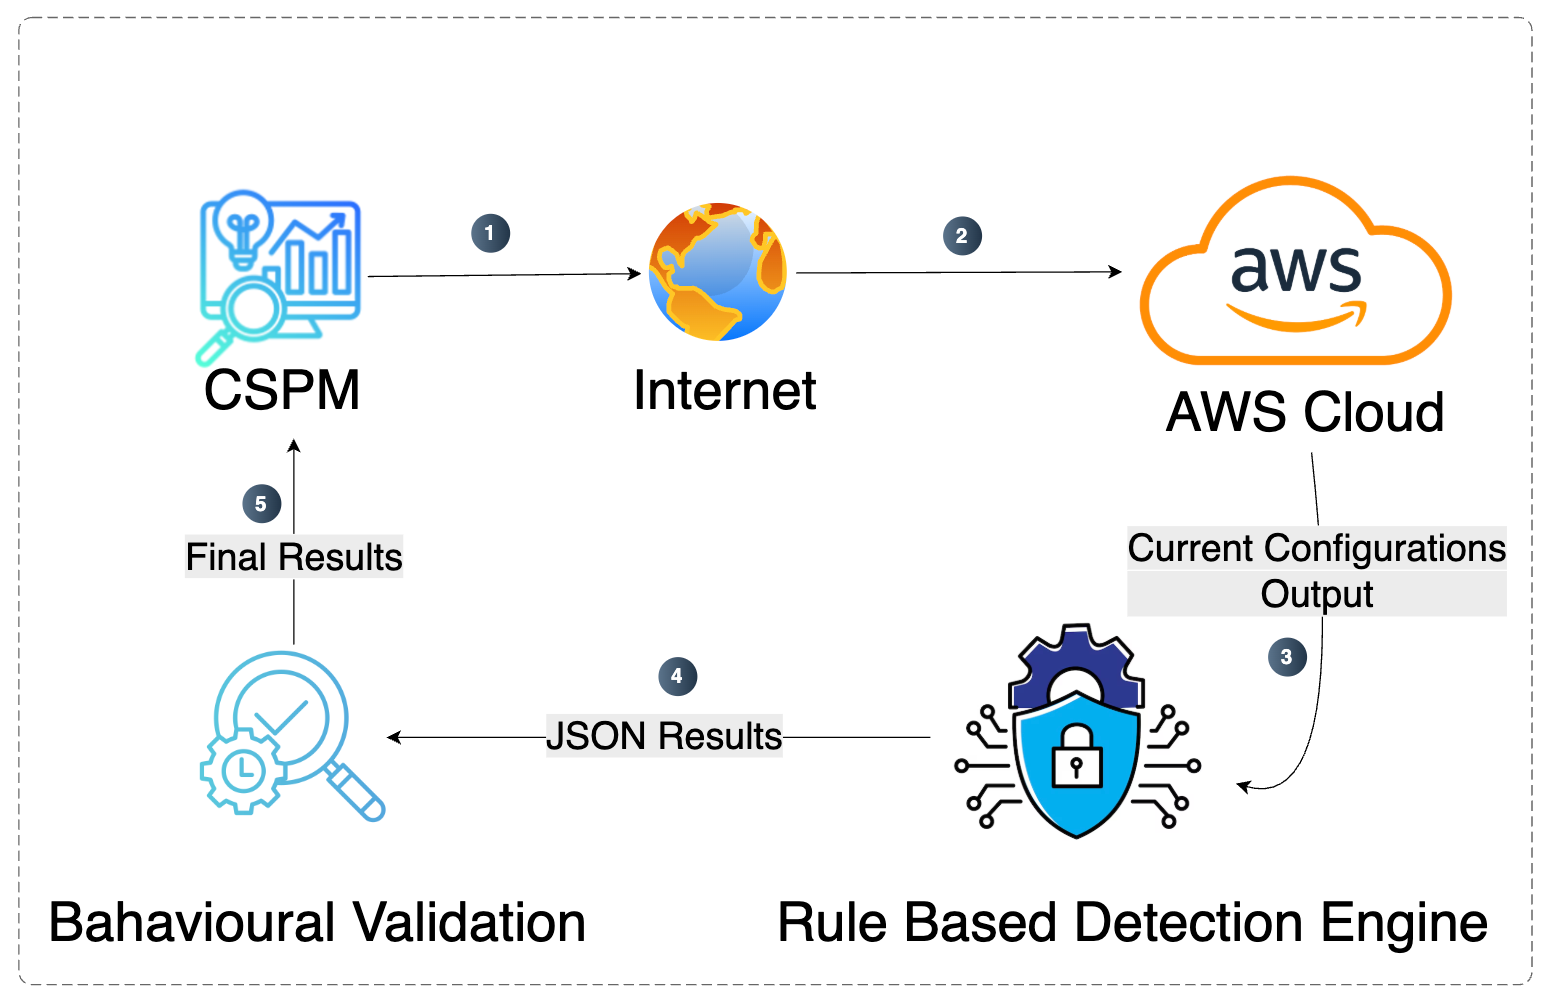 1
2
aws
CSPM
Internet
AWS Cloud
5
Final Results
Current Configurations
Output
3
4
JSON Results
Bahavioural Validation
Rule Based Detection Engine